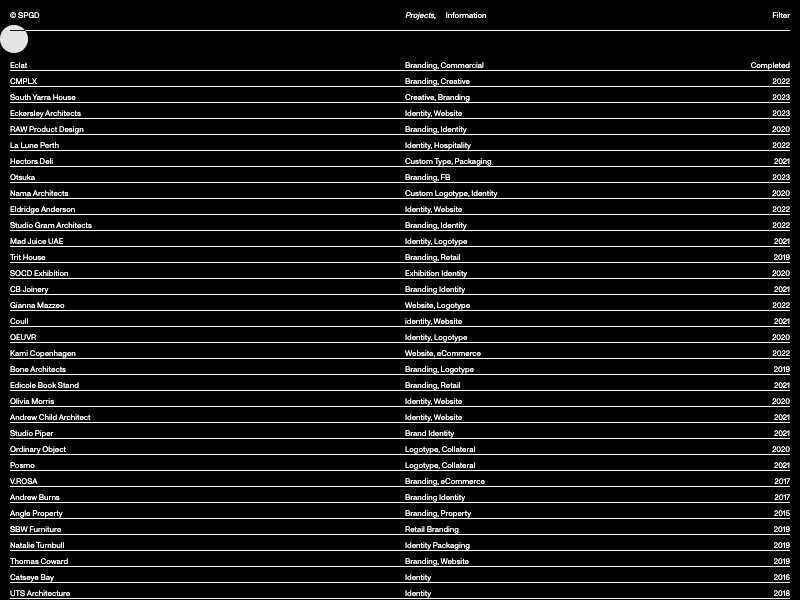 © SPGD Projects, Information Filter
Eclat Branding, Commercial Completed
CMPLX Branding, Creative 2022
South Yarra House Creative, Branding 2023
Eckersley Architects Identity, Website 2023
RAW Product Design Branding, Identity 2020
La Lune Perth Identity, Hospitality 2022
Hectors Deli Custom Type, Packaging 2021
Otsuka Branding, FB 2023
Nama Architects Custom Logotype, Identity 2020
Eldridge Anderson Identity, Website 2022
Studio Gram Architects Branding, Identity 2022
Mad Juice UAE Identity, Logotype 2021
Trit House Branding, Retail 2019
SOCD Exhibition Exhibition Identity 2020
CB Joinery Branding Identity 2021
Gianna Mazzeo Website, Logotype 2022
Coull identity, Website 2021
OEUVR Identity, Logotype 2020
Kami Copenhagen Website, eCommerce 2022
Bone Architects Branding, Logotype 2019
Edicole Book Stand Branding, Retail 2021
Olivia Morris Identity, Website 2020
Andrew Child Architect Identity, Website 2021
Studio Piper Brand Identity 2021
Ordinary Object Logotype, Collateral 2020
Posmo Logotype, Collateral 2021
V.ROSA Branding, eCommerce 2017
Andrew Burns Branding Identity 2017
Angle Property Branding, Property 2015
SBW Furniture Retail Branding 2019
Natalie Turnbull Identity Packaging 2019
Thomas Coward Branding, Website 2019
Catseye Bay Identity 2016
UTS Architecture Identity 2018